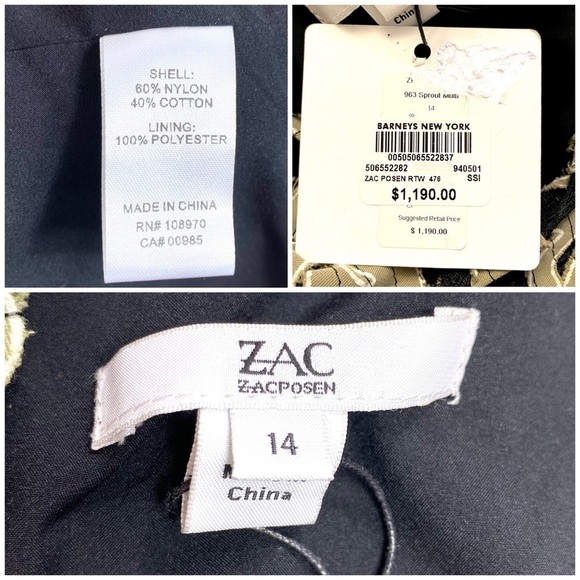 SHELL:
60% NYLON
40% COTTON
LINING:
100% POLYESTER
MADE IN CHINA
RN# 108970
CA# 00985
China
963 Sprout Multi
14
BARNEYS NEW YORK
00505065522837
506552282 940501
ZAC POSEN RTW 476 SSI
$1,190.00
Suggested Retail Price
$ 1,190.00
ZAC
ZACPOSEN
14
China